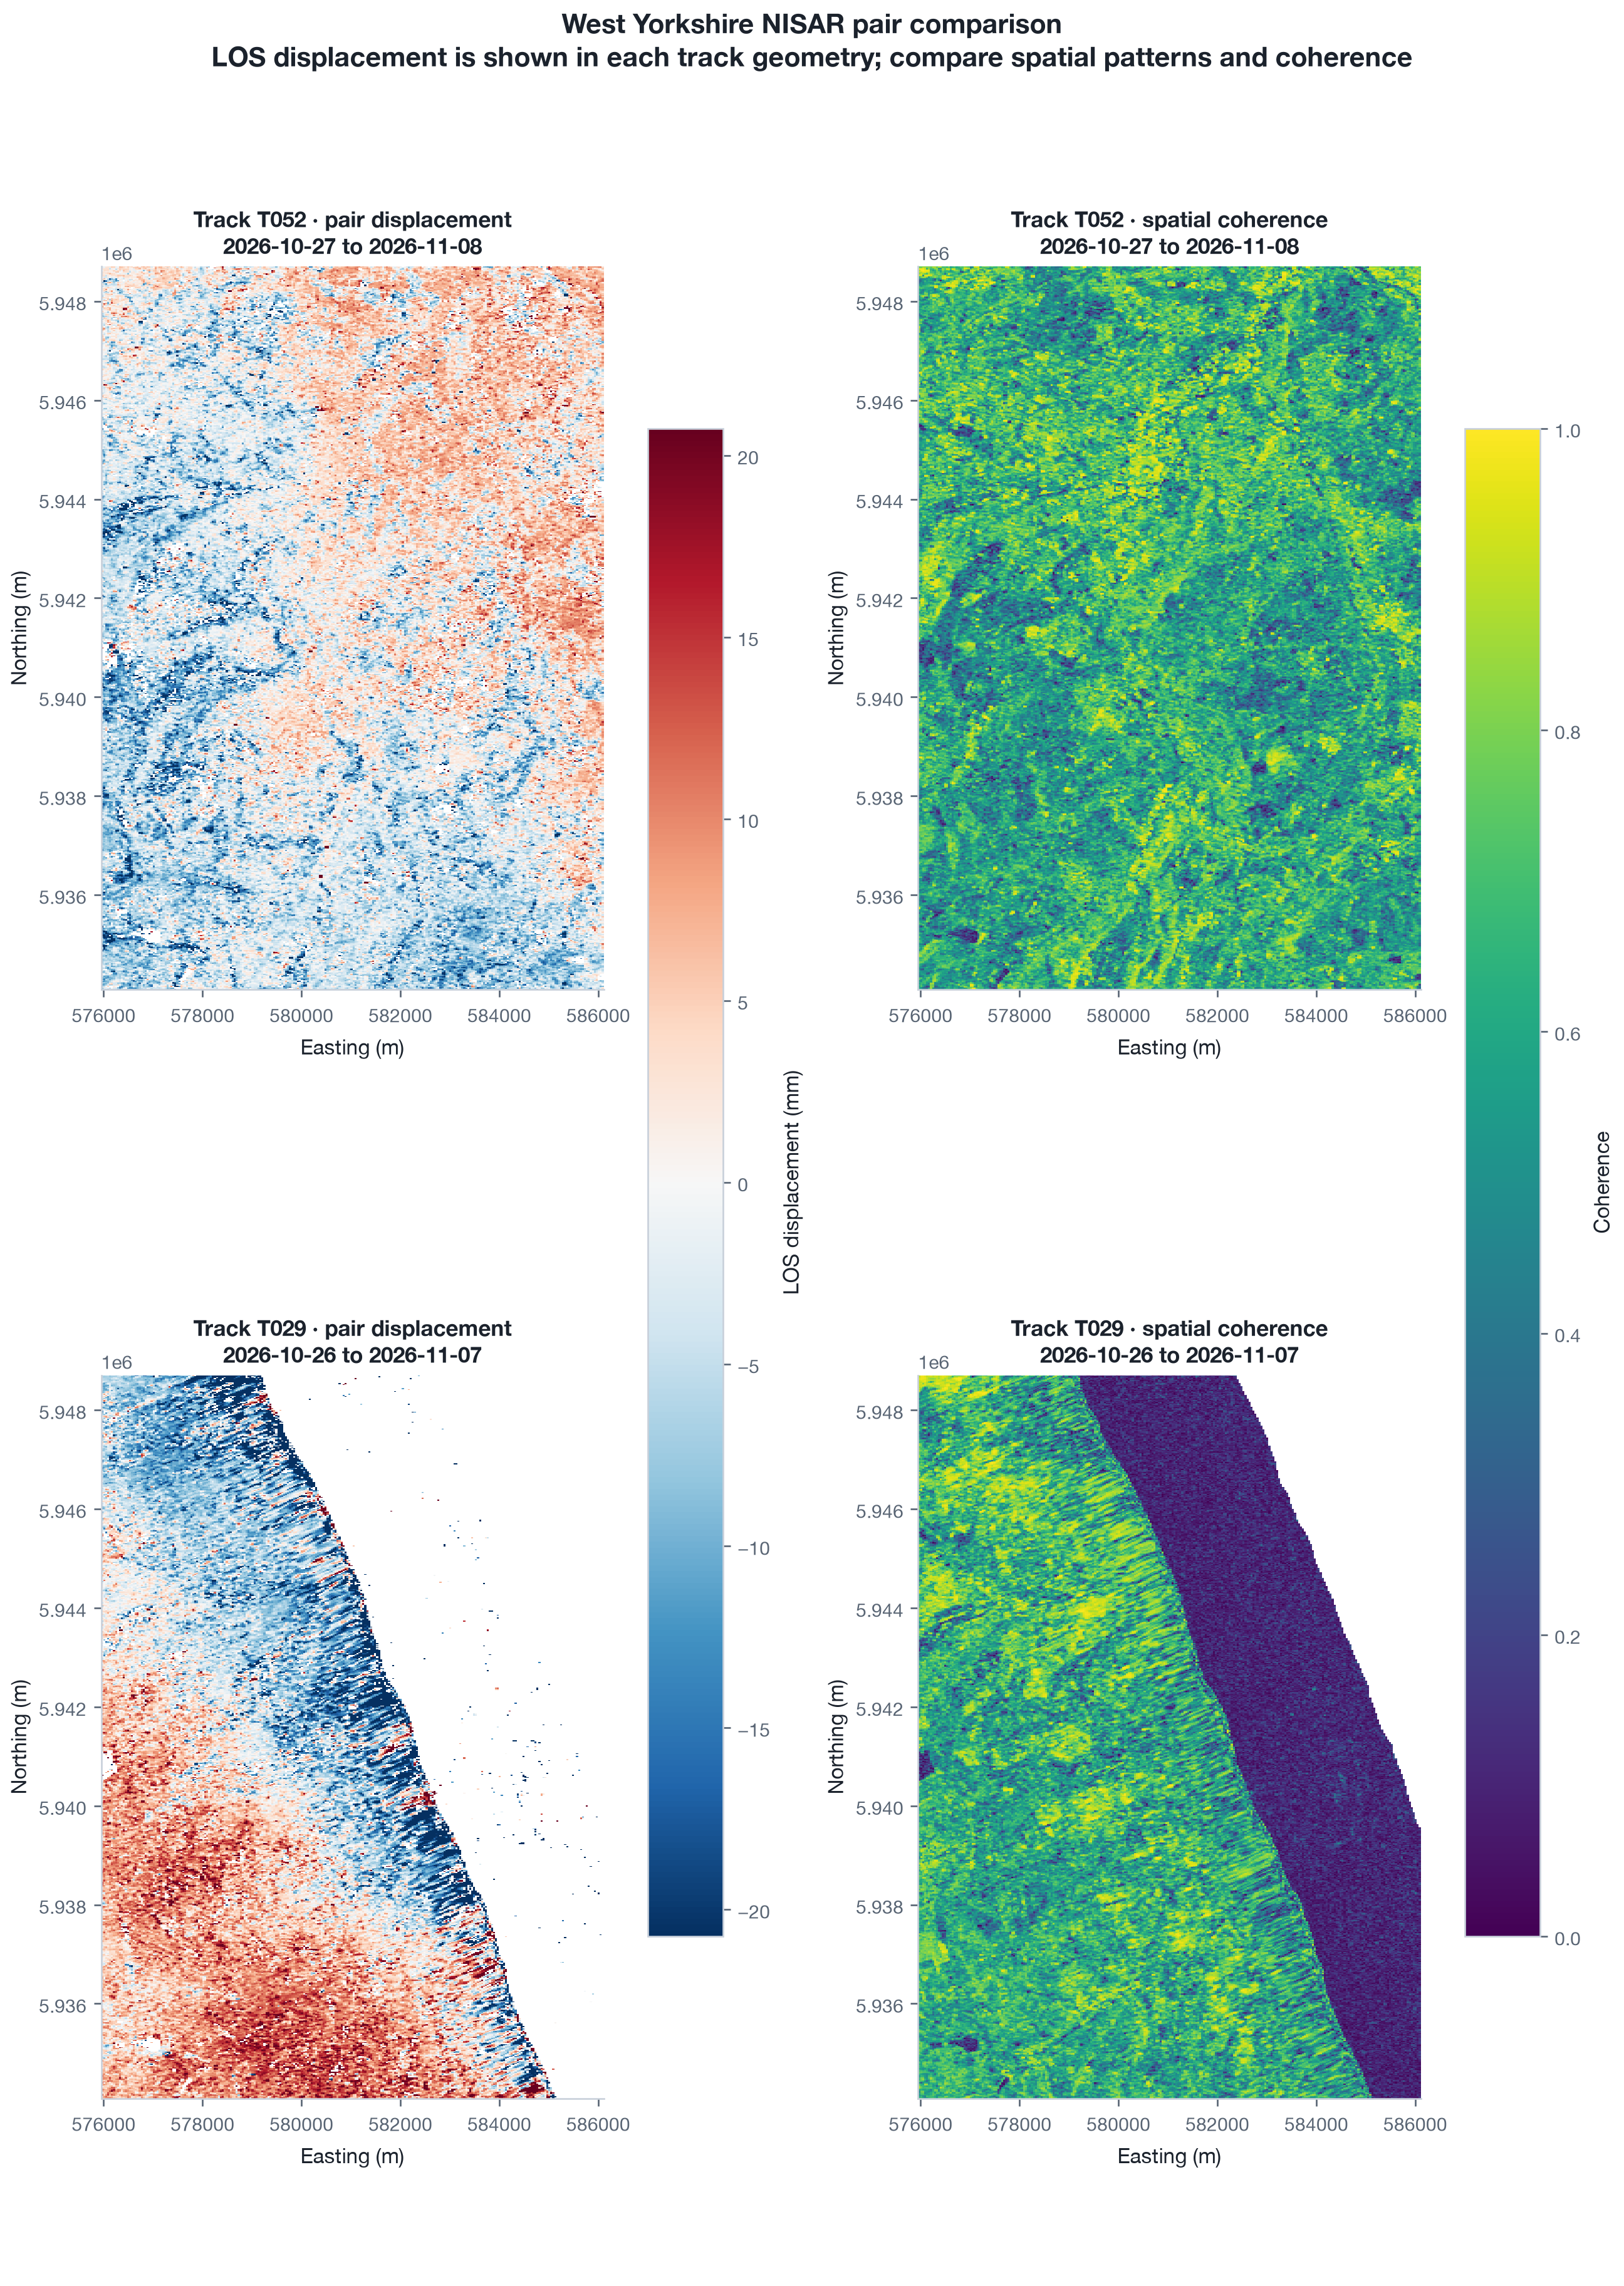 West Yorkshire NISAR pair comparison
LOS displacement is shown in each track geometry; compare spatial patterns and coherence
Track T052 · pair displacement
2026-10-27 to 2026-11-08
1e6
5.948
5.946
5.944
5.942
5.940
5.938
5.936
Northing (m)
576000 578000 580000 582000 584000 586000
Easting (m)
20
15
10
5
0
−5
−10
−15
−20
LOS displacement (mm)
Track T052 · spatial coherence
2026-10-27 to 2026-11-08
1e6
5.948
5.946
5.944
5.942
5.940
5.938
5.936
Northing (m)
576000 578000 580000 582000 584000 586000
Easting (m)
1.0
0.8
0.6
0.4
0.2
0.0
Coherence
Track T029 · pair displacement
2026-10-26 to 2026-11-07
1e6
5.948
5.946
5.944
5.942
5.940
5.938
5.936
Northing (m)
576000 578000 580000 582000 584000 586000
Easting (m)
Track T029 · spatial coherence
2026-10-26 to 2026-11-07
1e6
5.948
5.946
5.944
5.942
5.940
5.938
5.936
Northing (m)
576000 578000 580000 582000 584000 586000
Easting (m)